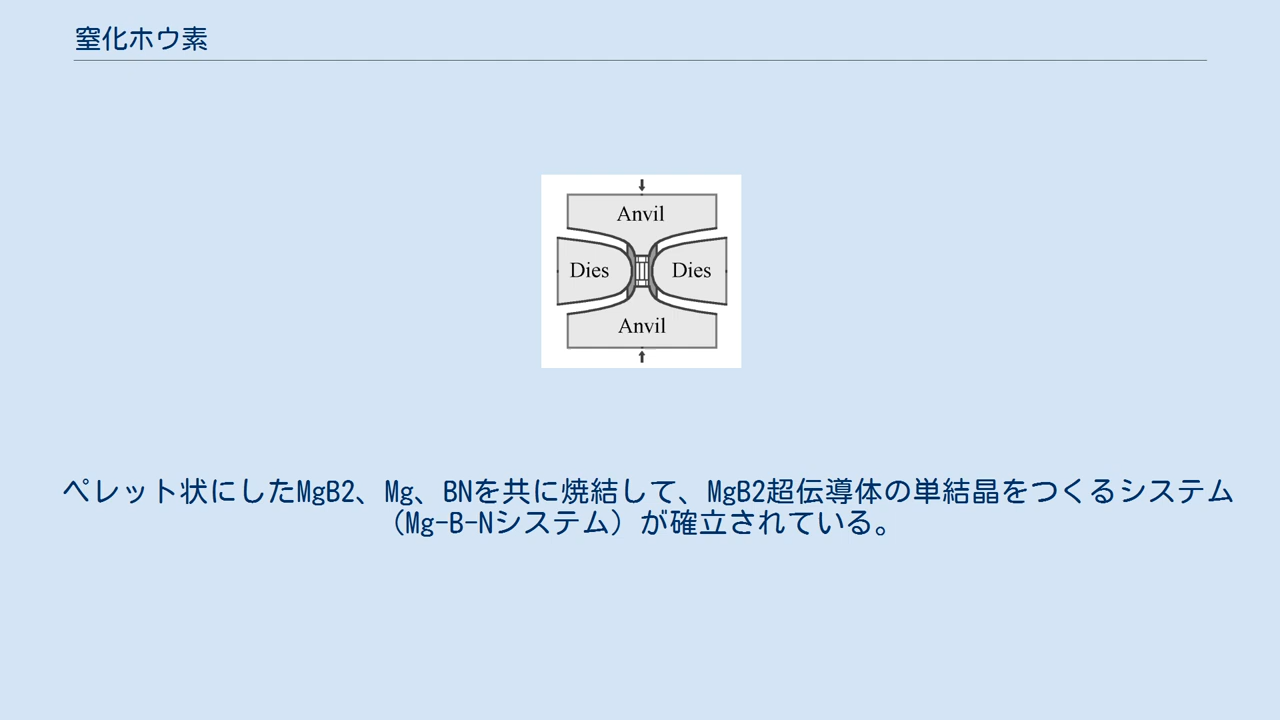 窒化ホウ素
Anvil
Dies Dies
Anvil
ペレット状にしたMgB2、Mg、BNを共に焼結して、MgB2超伝導体の単結晶をつくるシステム
（Mg-B-Nシステム）が確立されている。